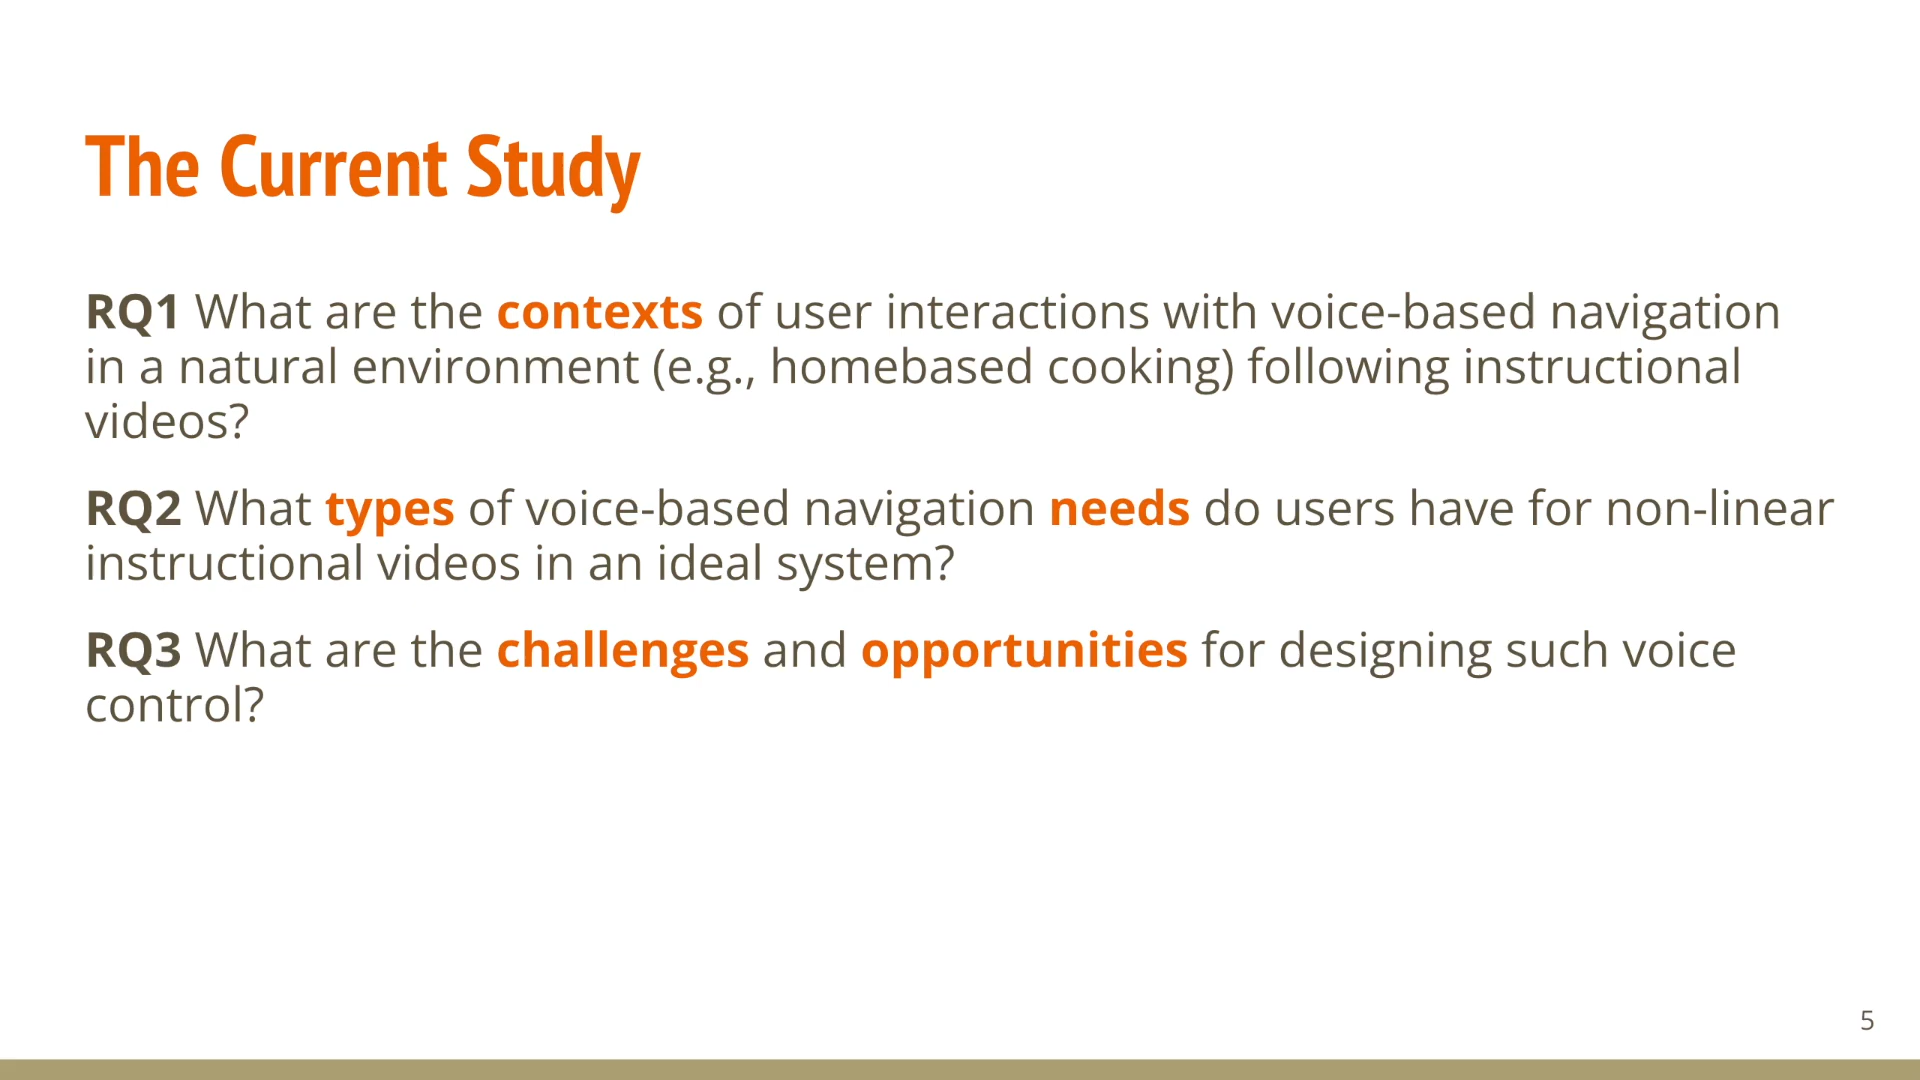 The Current Study
RQ1 What are the contexts of user interactions with voice-based navigation
in a natural environment (e.g., homebased cooking) following instructional
videos?
RQ2 What types of voice-based navigation needs do users have for non-linear
instructional videos in an ideal system?
RQ3 What are the challenges and opportunities for designing such voice
control?
5